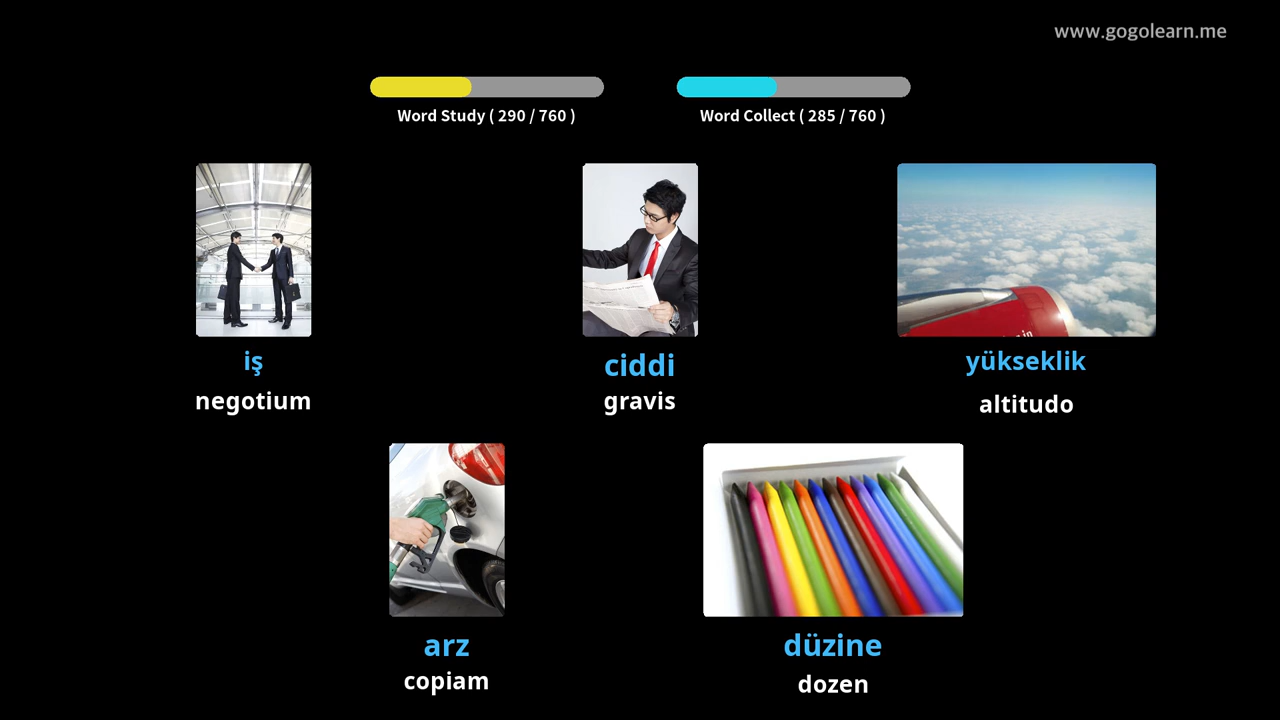 www.gogolearn.me
Word Study ( 290 / 760 )
Word Collect ( 285 / 760 )
iş
negotium
ciddi
gravis
yükseklik
altitudo
arz
copiam
düzine
dozen